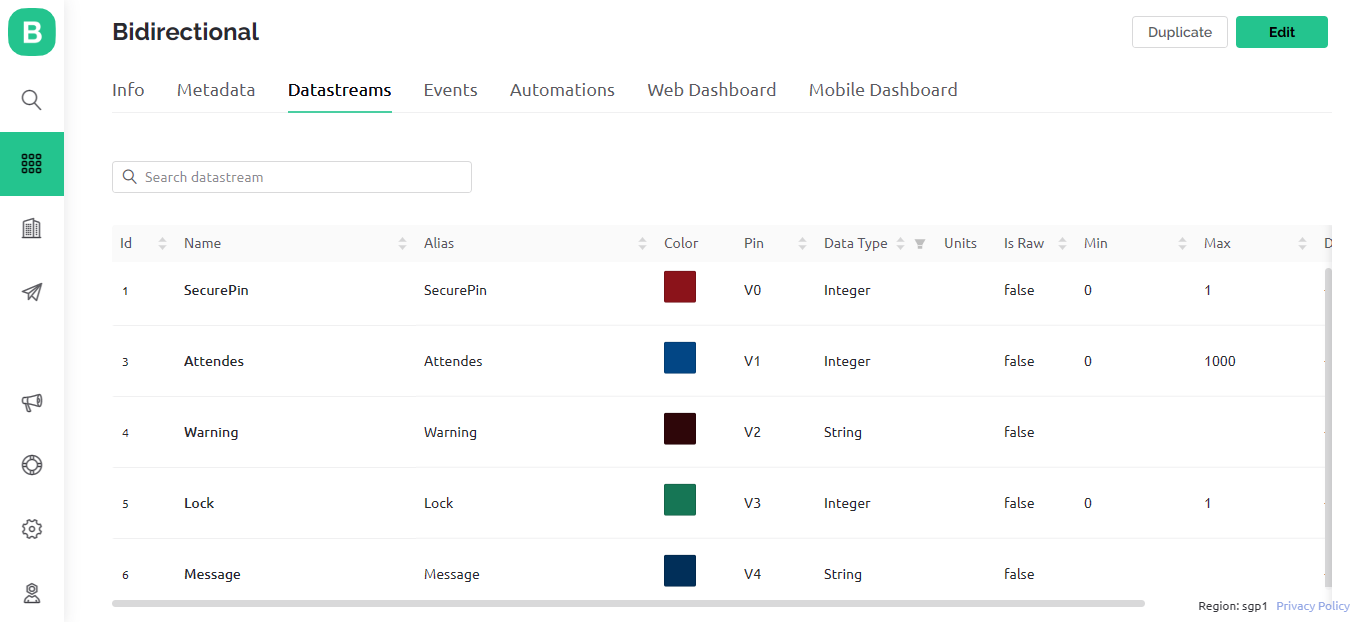 B
Bidirectional
Duplicate
Edit
Info Metadata Datastreams Events Automations Web Dashboard Mobile Dashboard
Search datastream
Id Name Alias Color Pin Data Type Units Is Raw Min Max D
1 SecurePin SecurePin V0 Integer false 0 1
3 Attendes Attendes V1 Integer false 0 1000
4 Warning Warning V2 String false
5 Lock Lock V3 Integer false 0 1
6 Message Message V4 String false
Region: sgp1 Privacy Policy